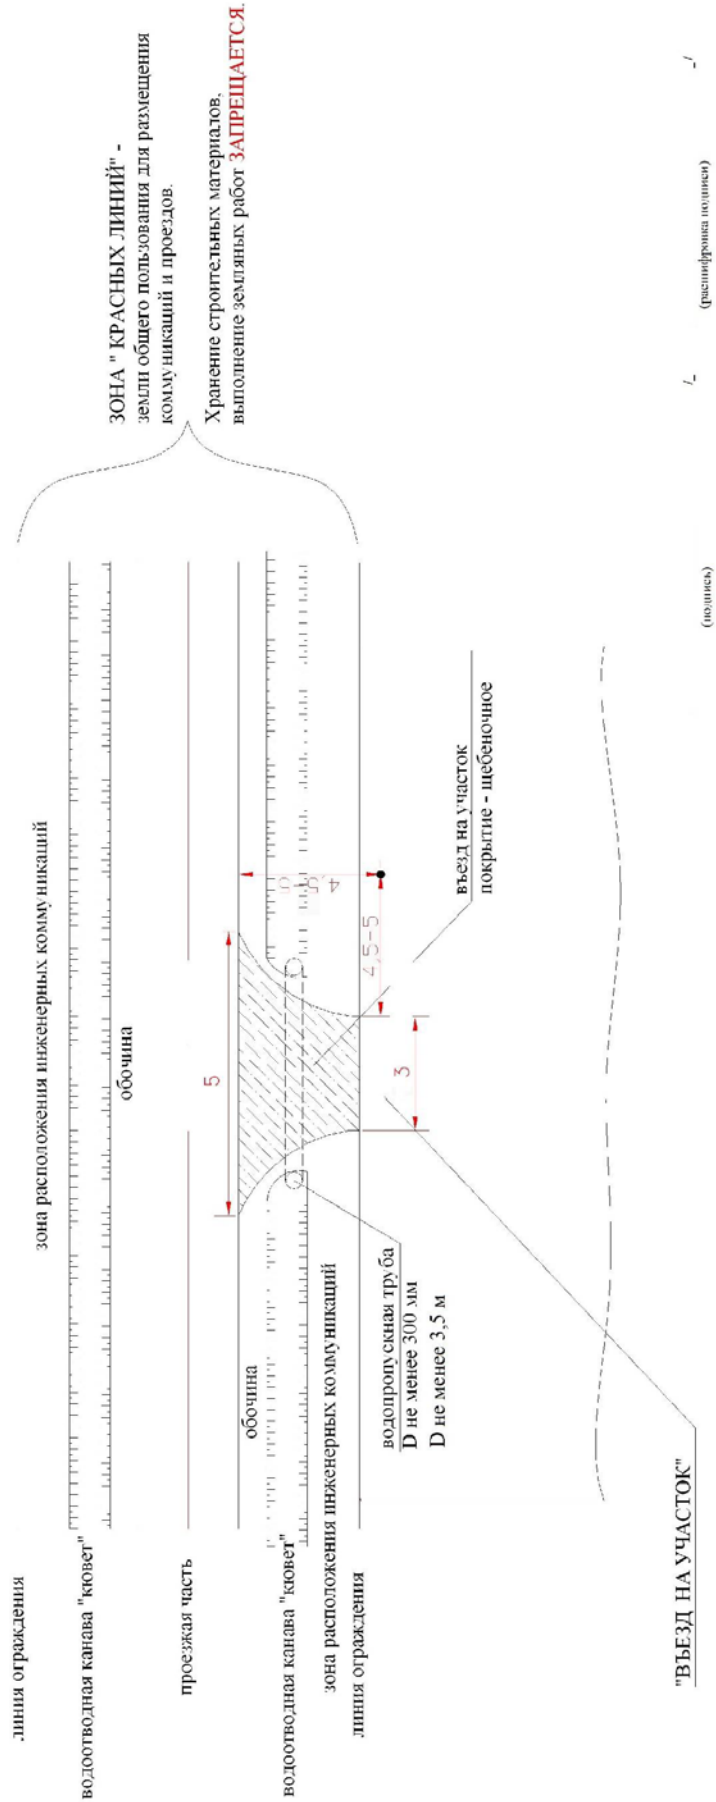 линия ограждения
зона расположения инженерных коммуникаций
водоотводная канава "кювет"
обочина
проезжая часть
ЗОНА " КРАСНЫХ ЛИНИЙ" -
земли общего пользования для размещения
коммуникаций и проездов.
Хранение строительных материалов,
выполнение земляных работ ЗАПРЕЩАЕТСЯ.
5
обочина
4,5-5
водоотводная канава "кювет"
зона расположения инженерных коммуникаций
линия ограждения
4,5-5
3
водопропускная труба
D не менее 300 мм
D не менее 3,5 м
въезд на участок
покрытие - щебеночное
"ВЪЕЗД НА УЧАСТОК"
/_ _/
(подпись) (расшифровка подписи)